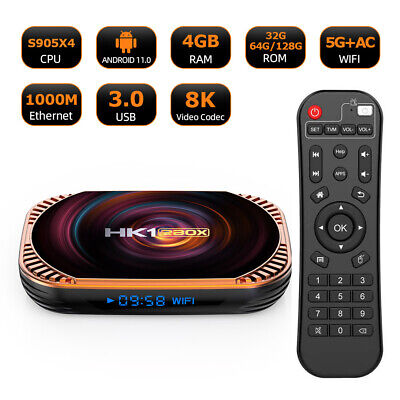 S905X4
CPU
ANDROID 11.0
4GB
RAM
32G
64G/128G
ROM
5G+AC
WIFI
1000M
Ethernet
3.0
USB
8K
Video Codec
SET TVM VOL- VOL+
Help
APPS
OK
1 2 3
4 5 6
7 8 9
0
HK1 RBOX
09:58 WIFI